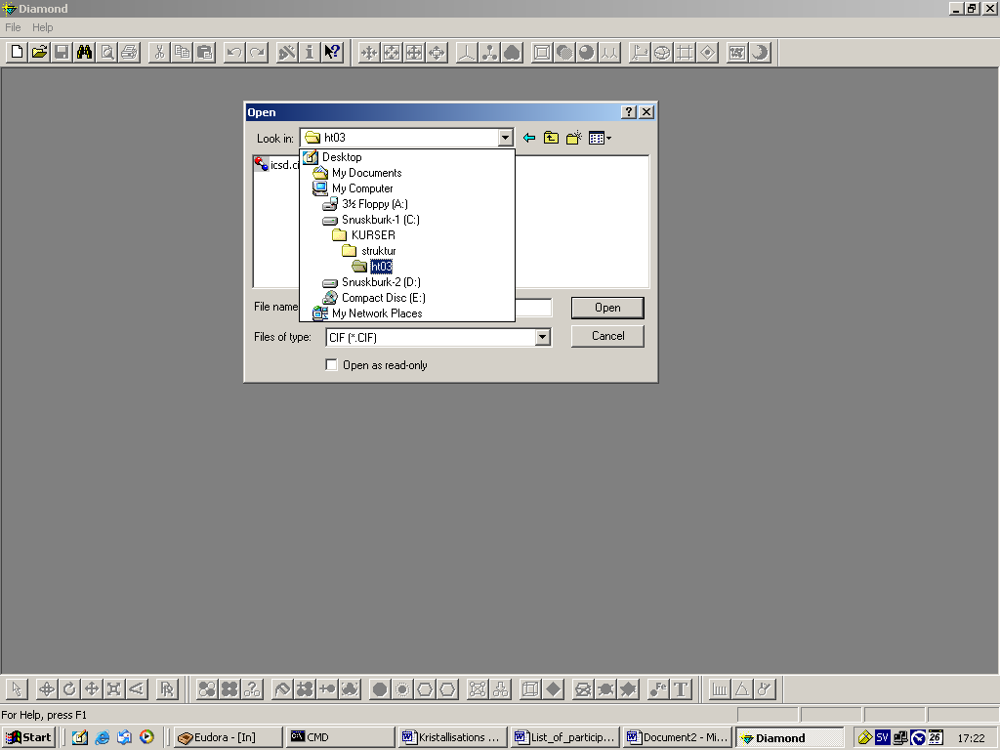 Diamond
File Help
Open
Look in: ht03
icsd.ci
Desktop
My Documents
My Computer
3½ Floppy (A:)
Snuskburk-1 (C:)
KURSER
struktur
ht03
Snuskburk-2 (D:)
Compact Disc (E:)
My Network Places
File name
Open
Files of type: CIF (*.CIF)
Cancel
Open as read-only
For Help, press F1
Start Eudora - [In] CMD Kristallisations ... List_of_particip... Document2 - Mi... Diamond SV 26 17:22